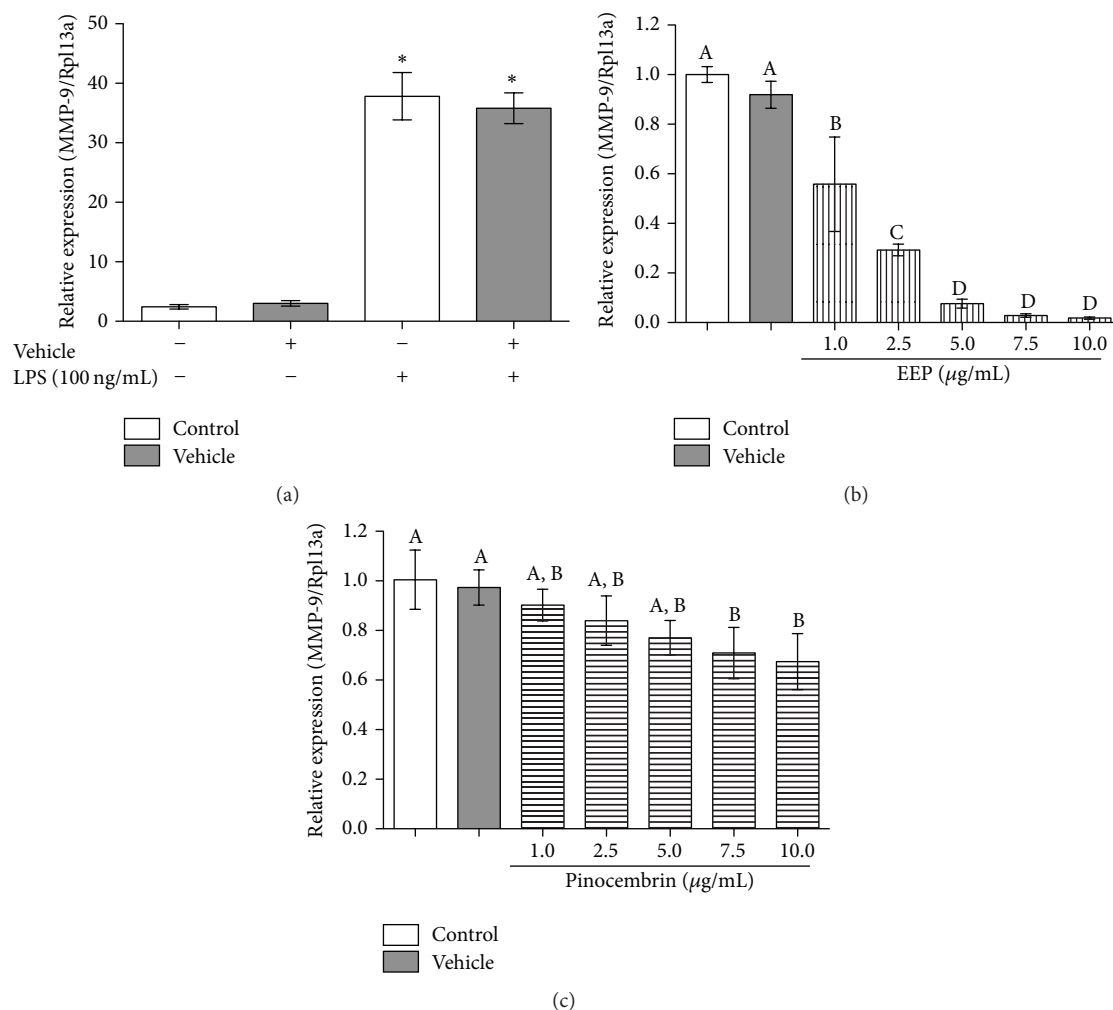 50
40
30
20
10
0
Relative expression (MMP-9/Rpl13a)
*
*
Vehicle − + − +
LPS (100 ng/mL) − − + +
Control
Vehicle
(a)
1.2
1.0
0.8
0.6
0.4
0.2
0.0
Relative expression (MMP-9/Rpl13a)
A
A
B
C
D
D
D
1.0 2.5 5.0 7.5 10.0
EEP (μg/mL)
Control
Vehicle
(b)
1.2
1.0
0.8
0.6
0.4
0.2
0.0
Relative expression (MMP-9/Rpl13a)
A
A
A, B
A, B
A, B
B
B
1.0 2.5 5.0 7.5 10.0
Pinocembrin (μg/mL)
Control
Vehicle
(c)